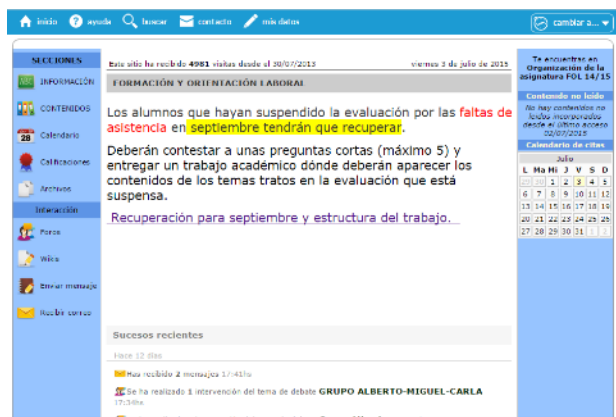 inicio ayuda buscar contacto mis datos cambiar a...
SECCIONES
INFORMACIÓN
CONTENIDOS
28 Calendario
Calificaciones
Archivos
Interacción
Foros
Wikis
Enviar mensaje
Recibir correo
Este sitio ha recibido 4981 visitas desde el 30/07/2013 viernes 3 de julio de 2015
FORMACIÓN Y ORIENTACIÓN LABORAL
Los alumnos que hayan suspendido la evaluación por las faltas de
asistencia en septiembre tendrán que recuperar.
Deberán contestar a unas preguntas cortas (máximo 5) y
entregar un trabajo académico dónde deberán aparecer los
contenidos de los temas tratos en la evaluación que está
suspensa.
Recuperación para septiembre y estructura del trabajo.
Sucesos recientes
Hace 12 días
Has recibido 2 mensajes 17:41hs
Se ha realizado 1 intervención del tema de debate GRUPO ALBERTO-MIGUEL-CARLA
17:34hs
Te encuentras en
Organización de la
asignatura FOL 14/15
Contenido no leído
No hay contenidos no
leídos incorporados
desde el último acceso
02/07/2015
Calendario de citas
Julio
L Ma Mi J V S D
29 30 1 2 3 4 5
6 7 8 9 10 11 12
13 14 15 16 17 18 19
20 21 22 23 24 25 26
27 28 29 30 31 1 2